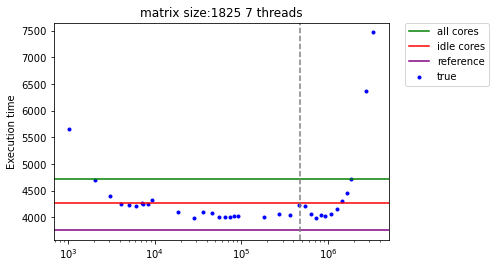 matrix size:1825 7 threads
Execution time
7500
7000
6500
6000
5500
5000
4500
4000
10³
10⁴
10⁵
10⁶
all cores
idle cores
reference
true